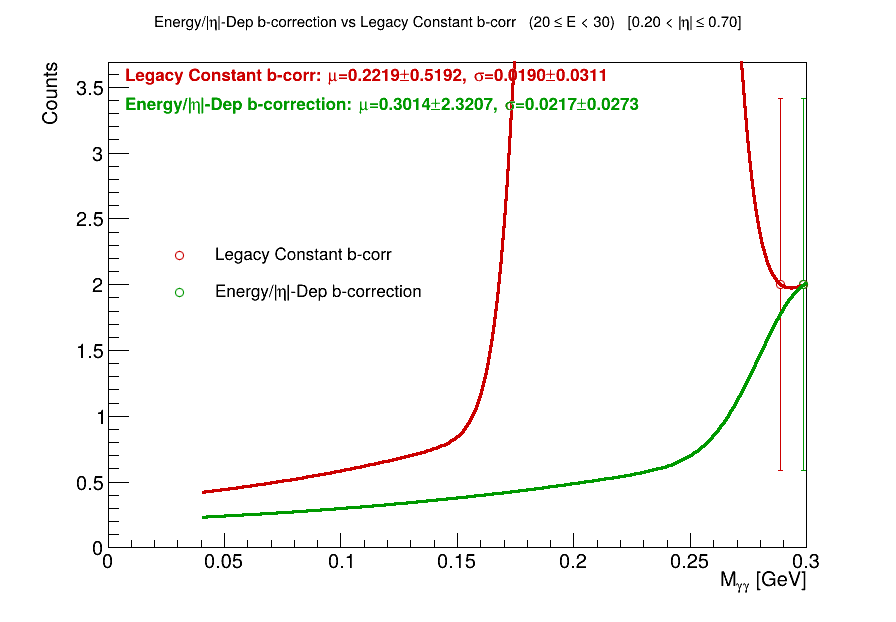 Energy/|η|-Dep b-correction vs Legacy Constant b-corr (20 ≤ E < 30) [0.20 < |η| ≤ 0.70]
Counts
Legacy Constant b-corr: μ=0.2219±0.5192, σ=0.0190±0.0311
Energy/|η|-Dep b-correction: μ=0.3014±2.3207, σ=0.0217±0.0273
3.5
3
2.5
2
1.5
1
0.5
0
Legacy Constant b-corr
Energy/|η|-Dep b-correction
0 0.05 0.1 0.15 0.2 0.25 0.3
Mγγ [GeV]